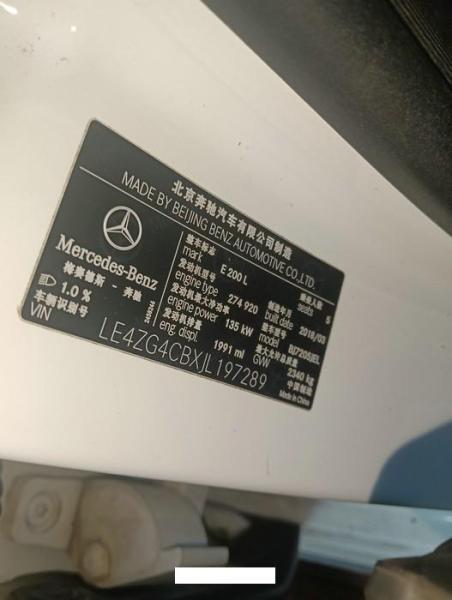 北京奔驰汽车有限公司制造
MADE BY BEIJING BENZ AUTOMOTIVE CO.,LTD.
Mercedes-Benz
梅赛德斯 - 奔驰
整车标志
mark E 200 L
乘坐人数
seats 5
发动机型号
engine type 274 920
制造年月
built date 2018/03
发动机最大净功率
engine power 135 kW
整车型号
model BJ7205JEL
发动机排量
eng. displ. 1991 ml
最大允许总质量
GVW 2340 kg
1.0 %
车辆识别号
VIN LE4ZG4CBXJL197289
中国制造
Made in China